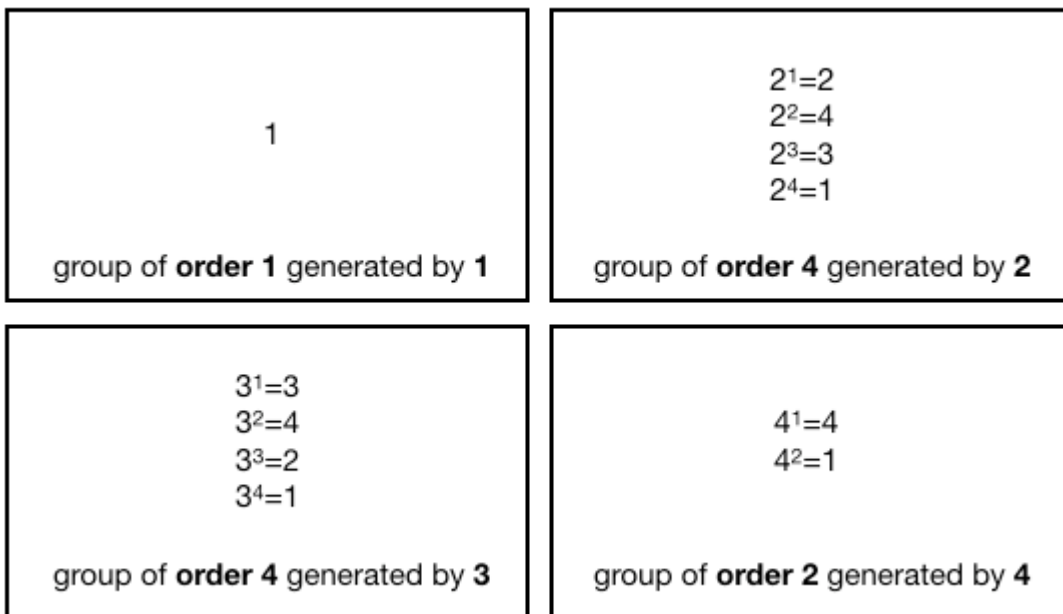 1
group of order 1 generated by 1
2¹=2
2²=4
2³=3
2⁴=1
group of order 4 generated by 2
3¹=3
3²=4
3³=2
3⁴=1
group of order 4 generated by 3
4¹=4
4²=1
group of order 2 generated by 4